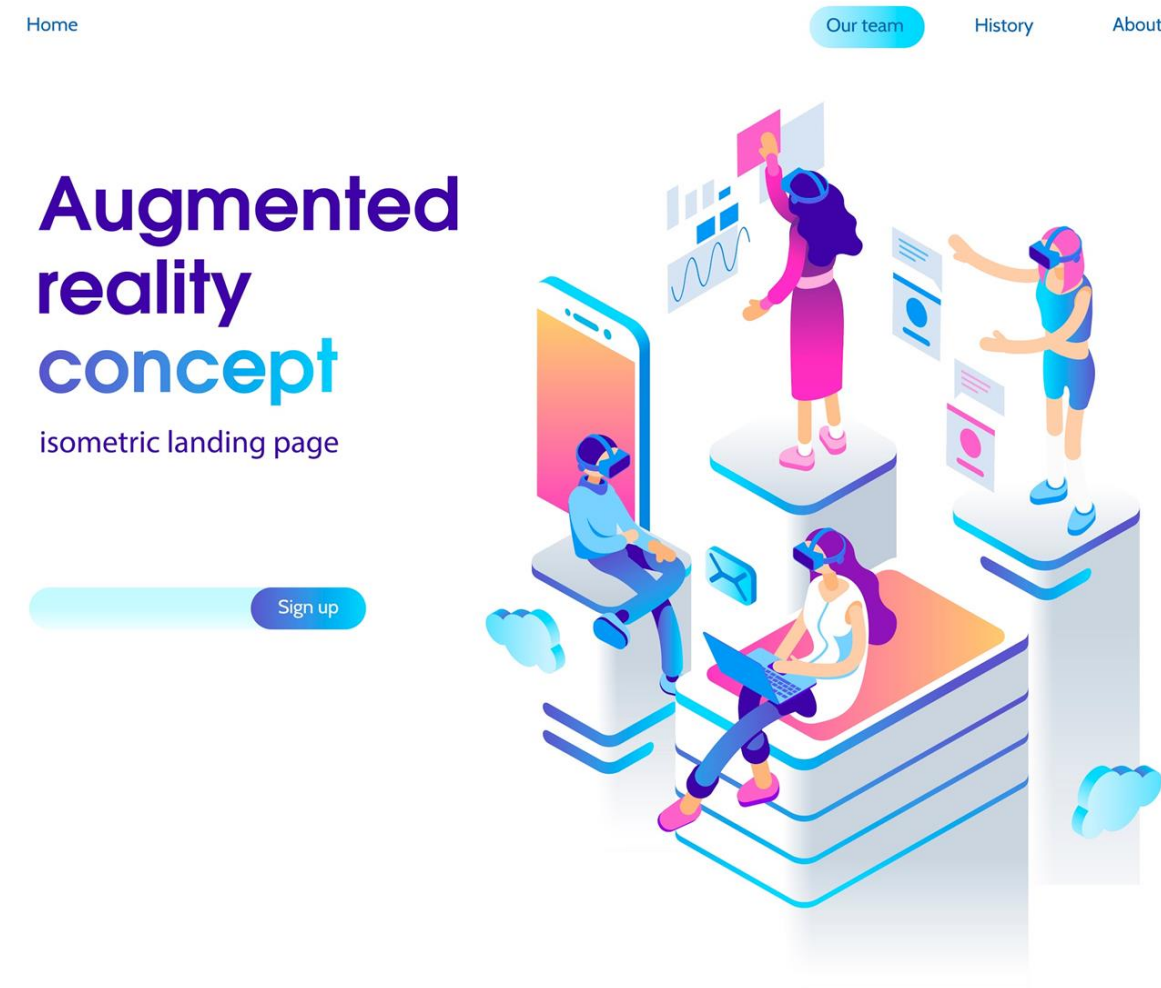 Home
Our team
History
About
Augmented
reality
concept
isometric landing page
Sign up